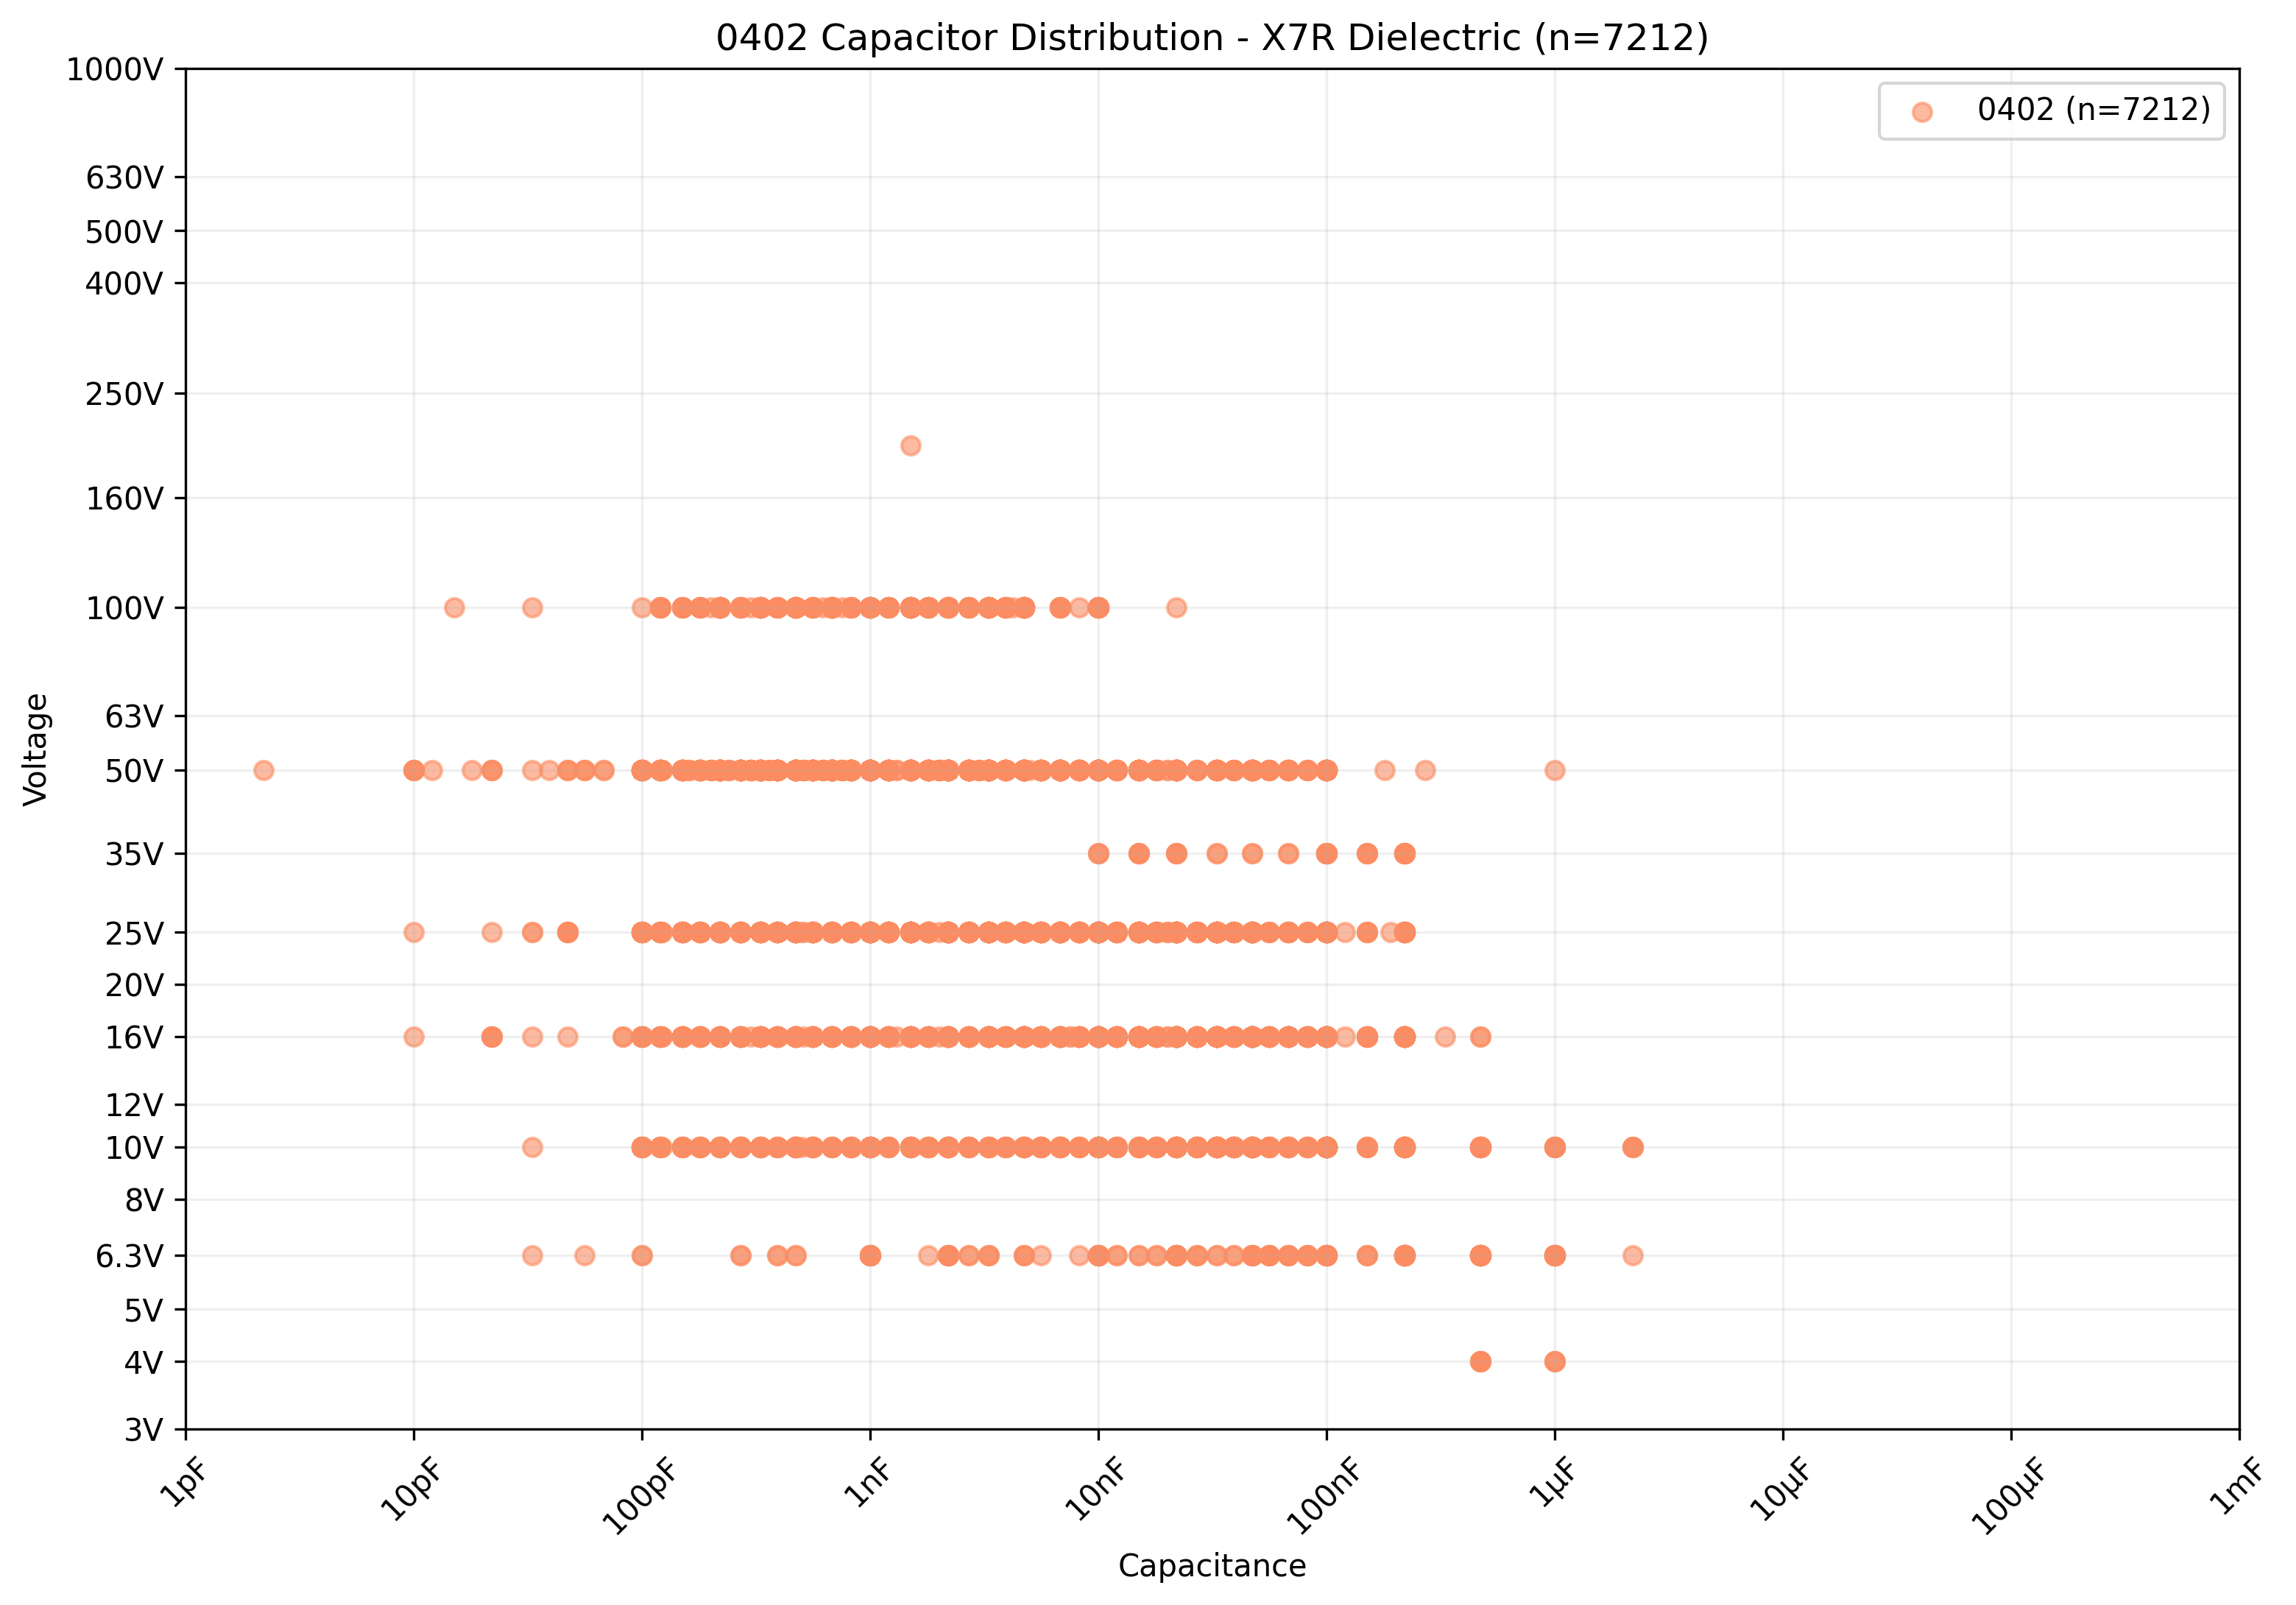 0402 Capacitor Distribution - X7R Dielectric (n=7212)
0402 (n=7212)
Voltage
1000V
630V
500V
400V
250V
160V
100V
63V
50V
35V
25V
20V
16V
12V
10V
8V
6.3V
5V
4V
3V
1pF
10pF
100pF
1nF
10nF
100nF
1μF
10μF
100μF
1mF
Capacitance